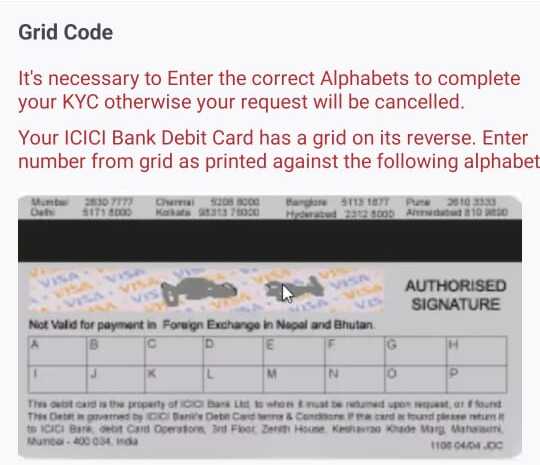 Grid Code
It's necessary to Enter the correct Alphabets to complete
your KYC otherwise your request will be cancelled.
Your ICICI Bank Debit Card has a grid on its reverse. Enter
number from grid as printed against the following alphabet
Mumbai 2830 7777 Chennai 5208 8000 Banglore 5113 1877 Pune 2610 3333
Delhi 5171 8000 Kolkata 98313 78000 Hyderabad 2312 8000 Ahmedabad 810 9800
VISA VISA VISA VISA VISA VISA
AUTHORISED
SIGNATURE
Not Valid for payment in Foreign Exchange in Nepal and Bhutan.
A B C D E F G H
I J K L M N O P
This debit card is the property of ICICI Bank Ltd, to whom it must be returned upon request, or if found.
This Debit is governed by ICICI Bank's Debit Card terms & Conditions. If this card is found please return it
to ICICI Bank, debit Card Operations, 3rd Floor, Zenith House, Keshavrao Khade Marg, Mahalaxmi,
Mumbai - 400 034, India 1106 04/04 JDC